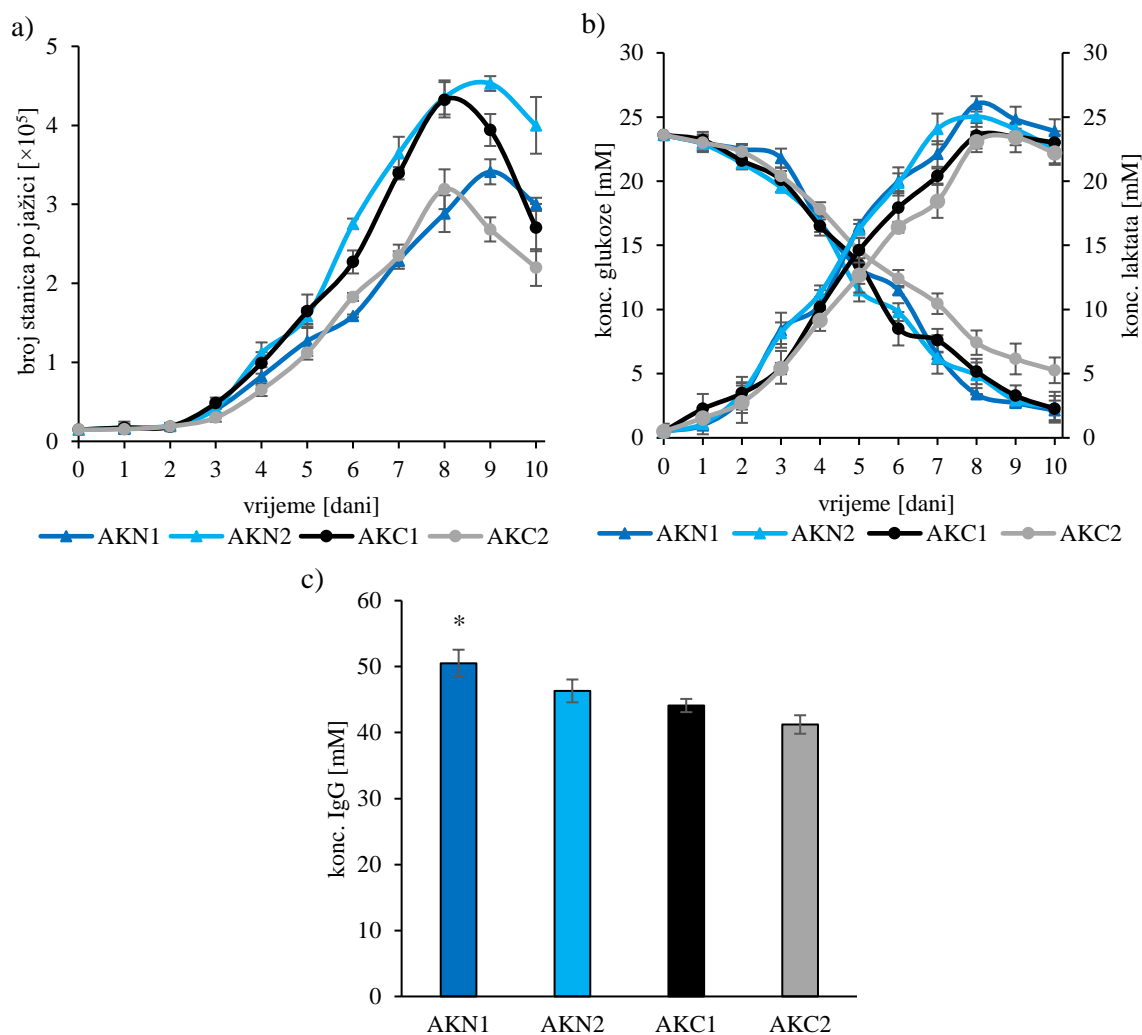 a)
broj stanica po jažici [×10⁵]
5
4
3
2
1
0
0 1 2 3 4 5 6 7 8 9 10
vrijeme [dani]
AKN1 AKN2 AKC1 AKC2
b)
konc. glukoze [mM]
30
25
20
15
10
5
0
30
25
20
15
10
5
0
konc. laktata [mM]
0 1 2 3 4 5 6 7 8 9 10
vrijeme [dani]
AKN1 AKN2 AKC1 AKC2
c)
konc. IgG [mM]
60
50
40
30
20
10
0
*
AKN1 AKN2 AKC1 AKC2